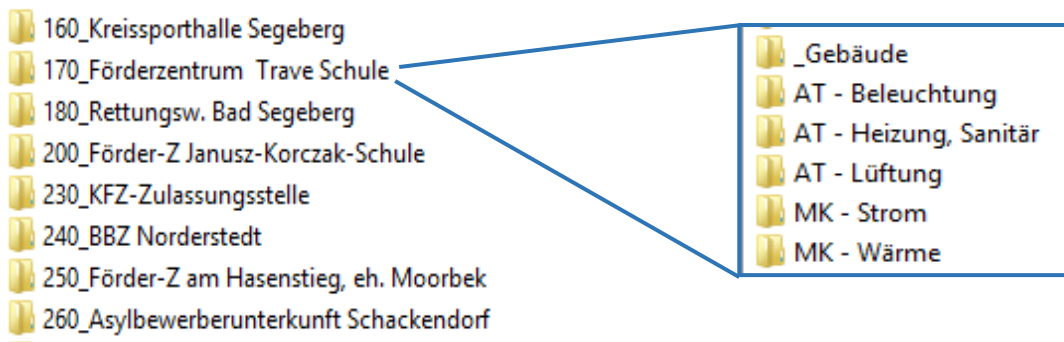 160_Kreissporthalle Segeberg
170_Förderzentrum  Trave Schule
180_Rettungsw. Bad Segeberg
200_Förder-Z Janusz-Korczak-Schule
230_KFZ-Zulassungsstelle
240_BBZ Norderstedt
250_Förder-Z am Hasenstieg, eh. Moorbek
260_Asylbewerberunterkunft Schackendorf
_Gebäude
AT - Beleuchtung
AT - Heizung, Sanitär
AT - Lüftung
MK - Strom
MK - Wärme